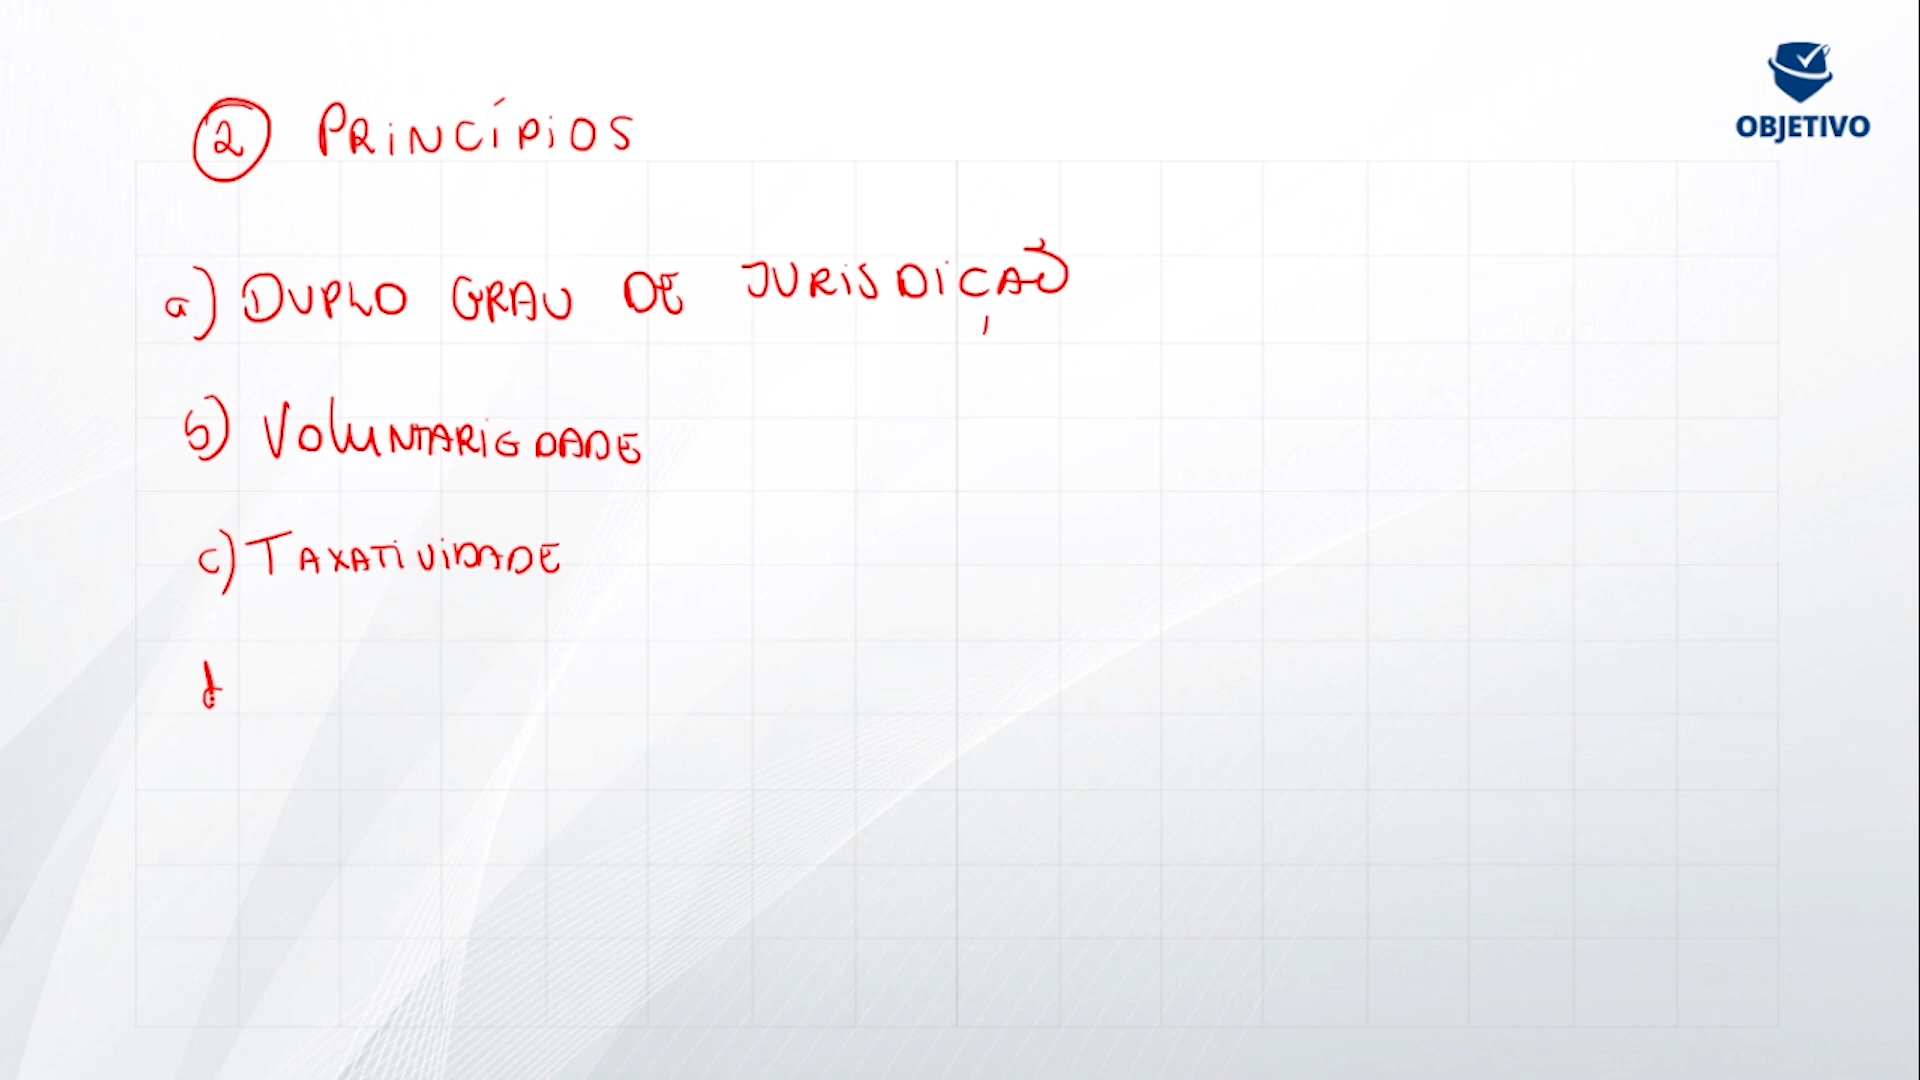 OBJETIVO
2 PRINCÍPIOS
a) DUPLO GRAU DE JURISDIÇÃO
b) VOLUNTARIEDADE
c) TAXATIVIDADE
d